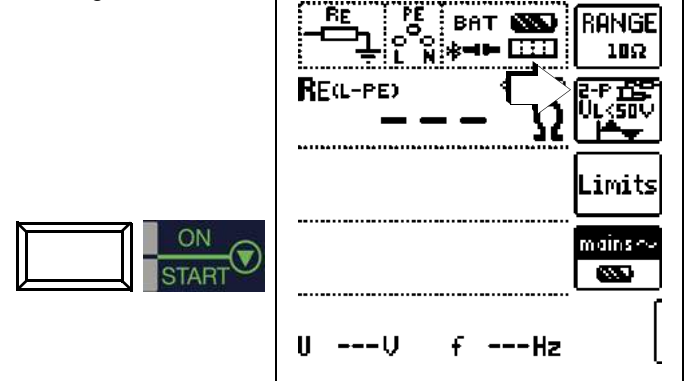 RE
PE
BAT
L N
RANGE
10Ω
RE(L-PE)
--- Ω
2-P
UL<50V
Limits
mains~
ON
START
U ---V f ---Hz